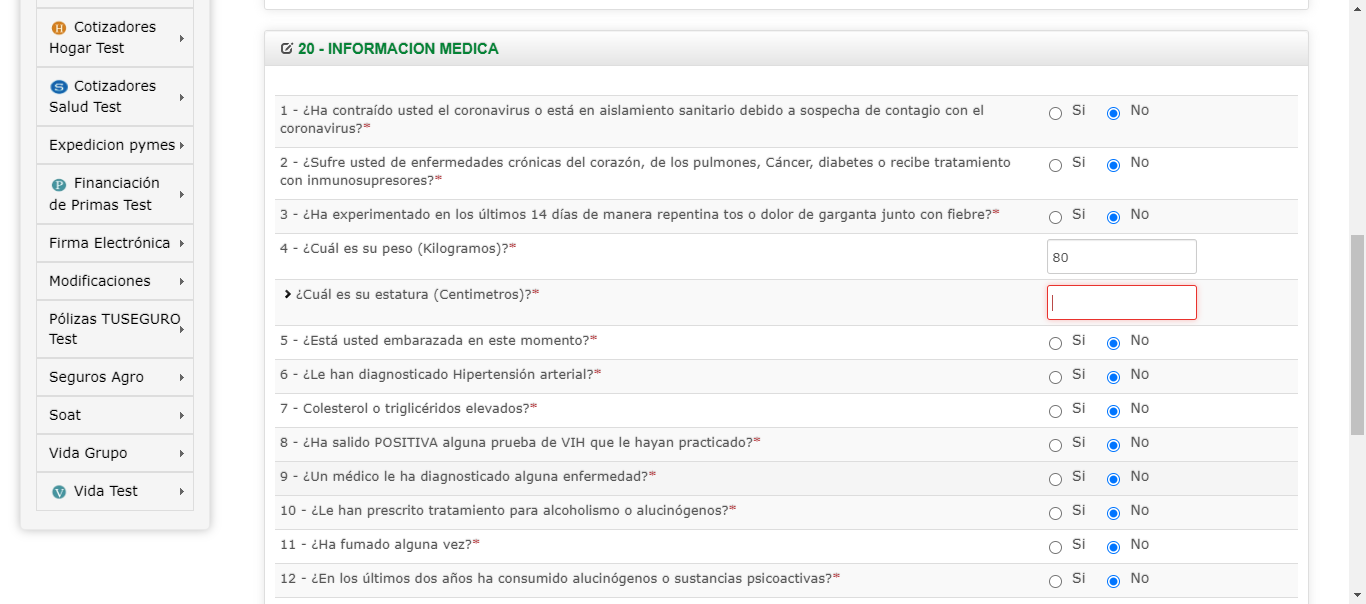 Cotizadores
Hogar Test
Cotizadores
Salud Test
Expedicion pymes
Financiación
de Primas Test
Firma Electrónica
Modificaciones
Pólizas TUSEGURO
Test
Seguros Agro
Soat
Vida Grupo
Vida Test
20 - INFORMACION MEDICA
1 - ¿Ha contraído usted el coronavirus o está en aislamiento sanitario debido a sospecha de contagio con el
coronavirus?* Si No
2 - ¿Sufre usted de enfermedades crónicas del corazón, de los pulmones, Cáncer, diabetes o recibe tratamiento
con inmunosupresores?* Si No
3 - ¿Ha experimentado en los últimos 14 días de manera repentina tos o dolor de garganta junto con fiebre?* Si No
4 - ¿Cuál es su peso (Kilogramos)?* 80
¿Cuál es su estatura (Centimetros)?*
5 - ¿Está usted embarazada en este momento?* Si No
6 - ¿Le han diagnosticado Hipertensión arterial?* Si No
7 - Colesterol o triglicéridos elevados?* Si No
8 - ¿Ha salido POSITIVA alguna prueba de VIH que le hayan practicado?* Si No
9 - ¿Un médico le ha diagnosticado alguna enfermedad?* Si No
10 - ¿Le han prescrito tratamiento para alcoholismo o alucinógenos?* Si No
11 - ¿Ha fumado alguna vez?* Si No
12 - ¿En los últimos dos años ha consumido alucinógenos o sustancias psicoactivas?* Si No